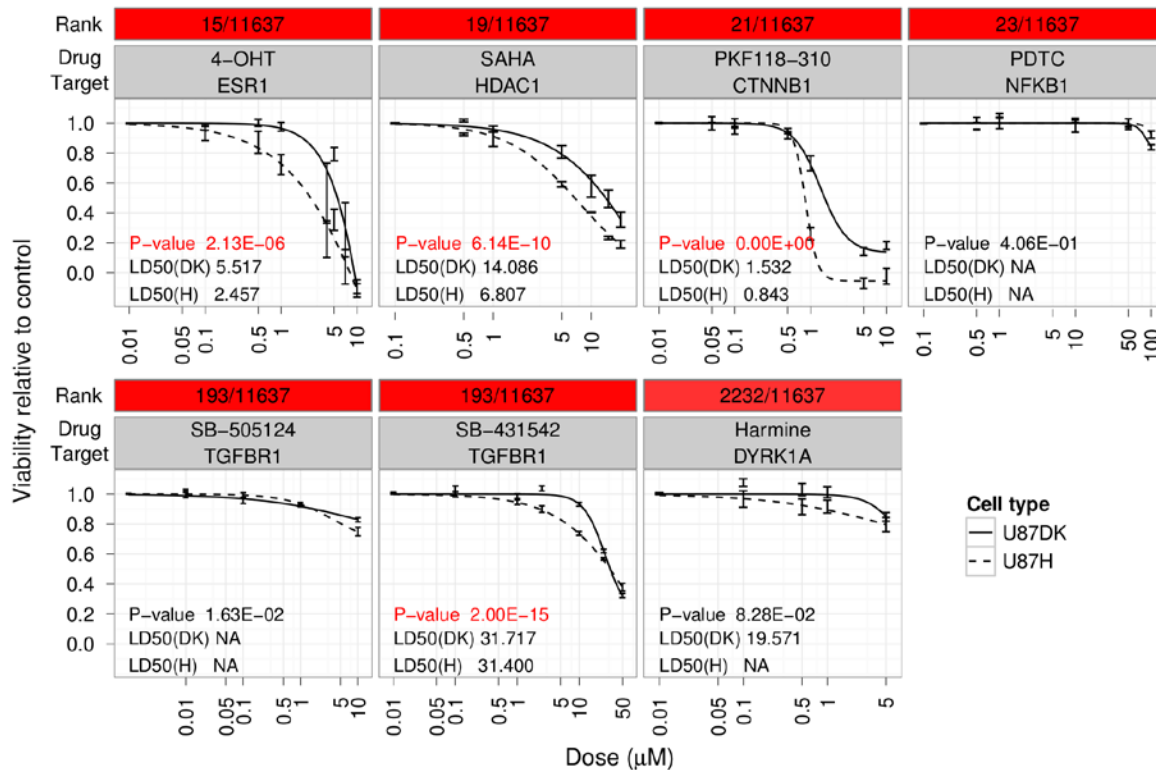 Rank 15/11637 19/11637 21/11637 23/11637
Drug 4-OHT SAHA PKF118-310 PDTC
Target ESR1 HDAC1 CTNNB1 NFKB1
1.0
0.8
0.6
0.4
0.2
0.0
P-value 2.13E-06
LD50(DK) 5.517
LD50(H) 2.457
P-value 6.14E-10
LD50(DK) 14.086
LD50(H) 6.807
P-value 0.00E+00
LD50(DK) 1.532
LD50(H) 0.843
P-value 4.06E-01
LD50(DK) NA
LD50(H) NA
0.01 0.05 0.1 0.5 1 5 10
0.1 0.5 1 5 10
0.01 0.05 0.1 0.5 1 5 10
0.1 0.5 1 5 10 50 100
Viability relative to control
Rank 193/11637 193/11637 2232/11637
Drug SB-505124 SB-431542 Harmine
Target TGFBR1 TGFBR1 DYRK1A
1.0
0.8
0.6
0.4
0.2
0.0
P-value 1.63E-02
LD50(DK) NA
LD50(H) NA
P-value 2.00E-15
LD50(DK) 31.717
LD50(H) 31.400
P-value 8.28E-02
LD50(DK) 19.571
LD50(H) NA
0.01 0.05 0.1 0.5 1 5 10
0.01 0.05 0.1 0.5 1 5 10 50
0.01 0.05 0.1 0.5 1 5
Dose (μM)
Cell type
U87DK
U87H